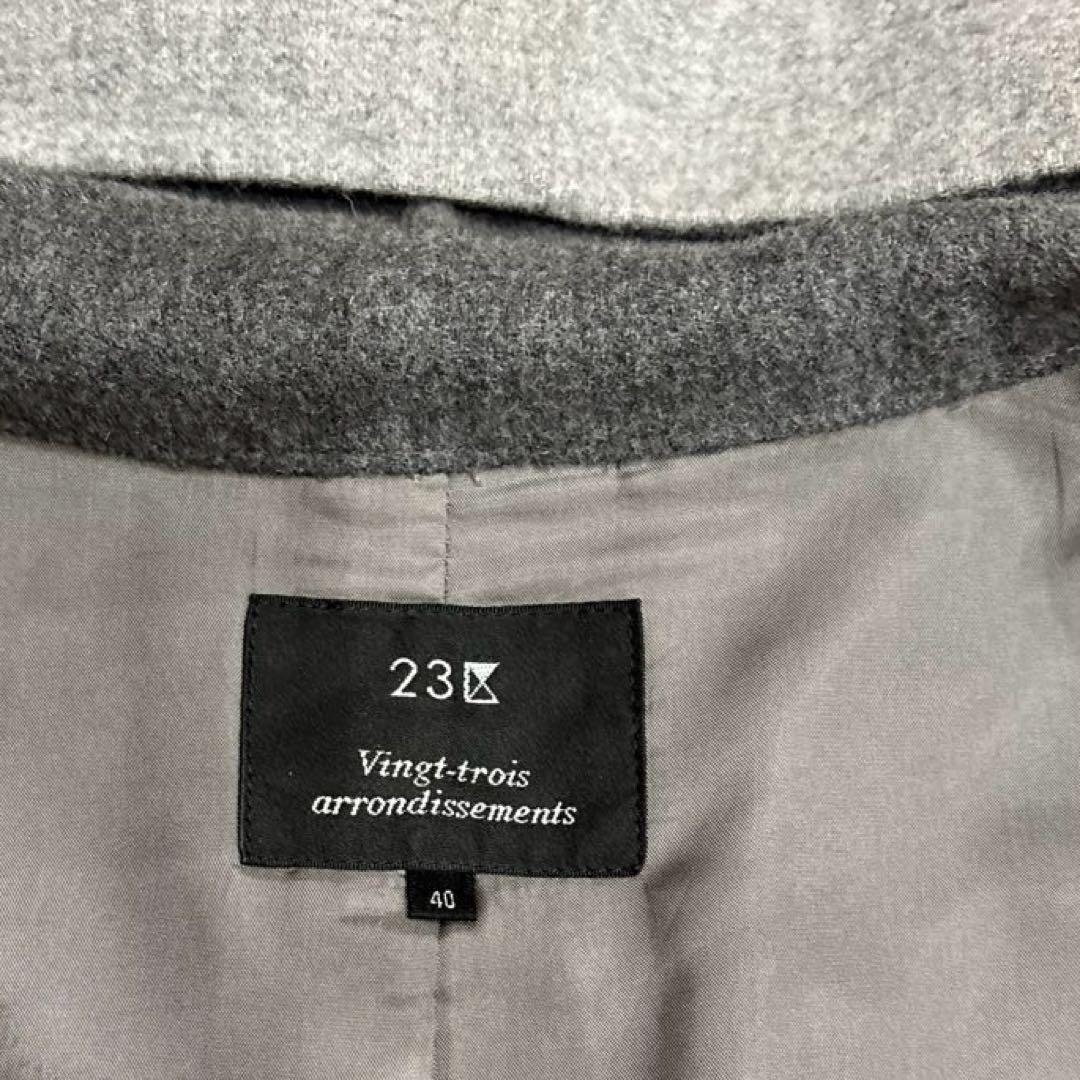 23区
Vingt-trois
arrondissements
40